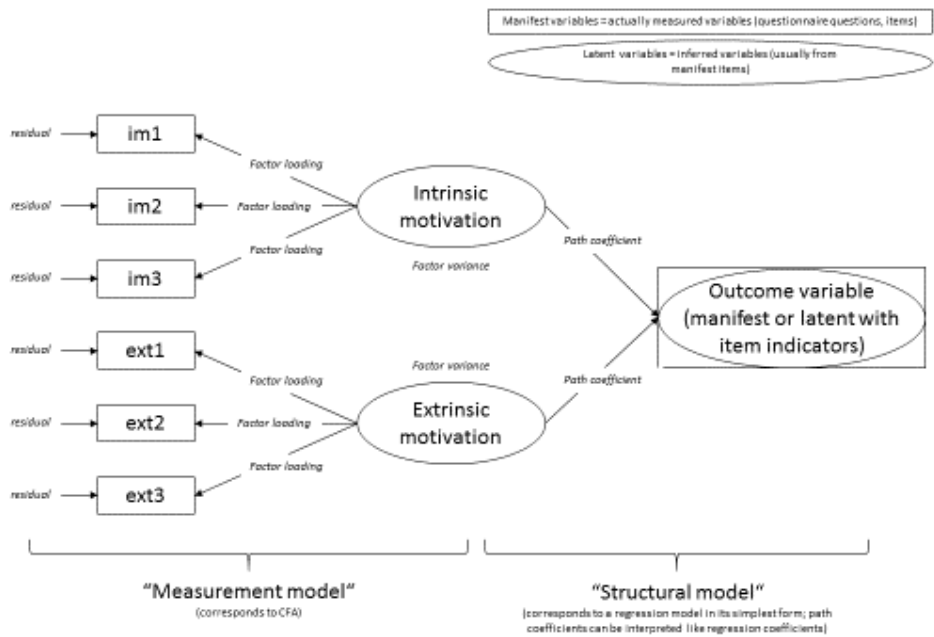 Manifest variables = actually measured variables (questionnaire questions, items)
Latent variables = inferred variables (usually from
manifest items)
residual
im1
Factor loading
residual
im2
Factor loading
Intrinsic
motivation
Factor loading
Path coefficient
residual
im3
Factor variance
Outcome variable
(manifest or latent with
item indicators)
residual
ext1
Factor variance
Factor loading
Path coefficient
residual
ext2
Factor loading
Extrinsic
motivation
Factor loading
residual
ext3
"Measurement model"
(corresponds to CFA)
"Structural model"
(corresponds to a regression model in its simplest form; path
coefficients can be interpreted like regression coefficients)